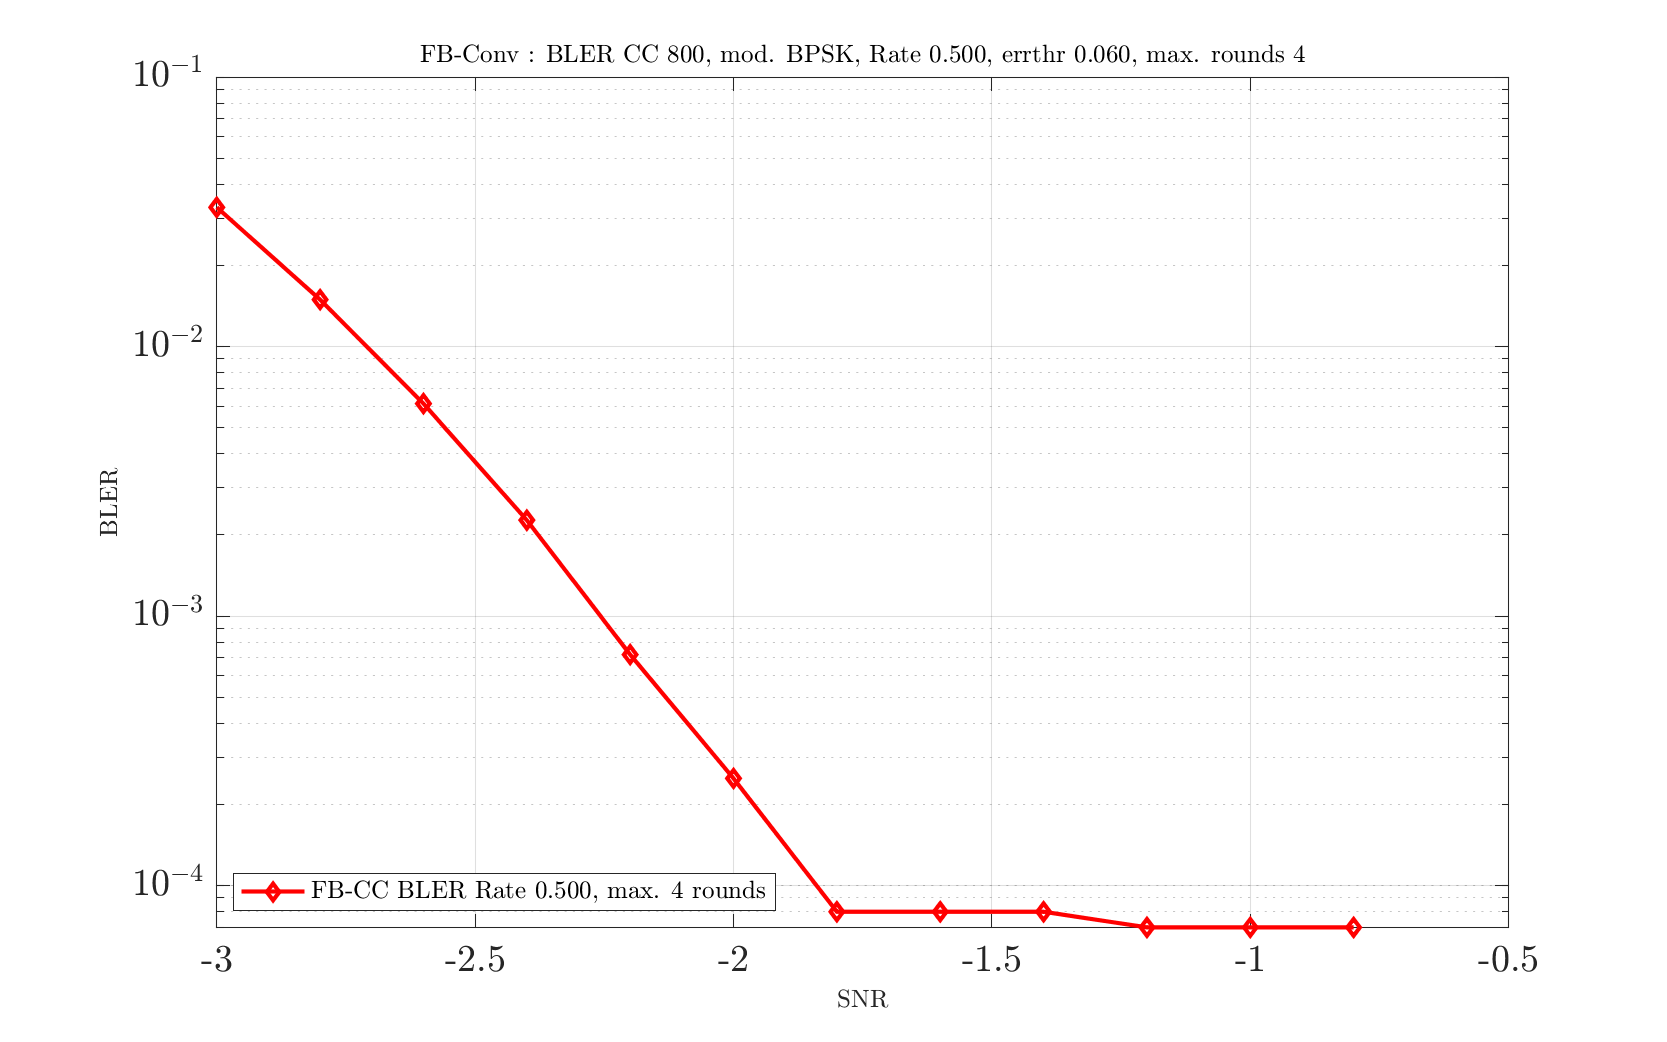 FB-Conv : BLER CC 800, mod. BPSK, Rate 0.500, errthr 0.060, max. rounds 4
10^−1
10^−2
10^−3
10^−4
BLER
FB-CC BLER Rate 0.500, max. 4 rounds
-3 -2.5 -2 -1.5 -1 -0.5
SNR